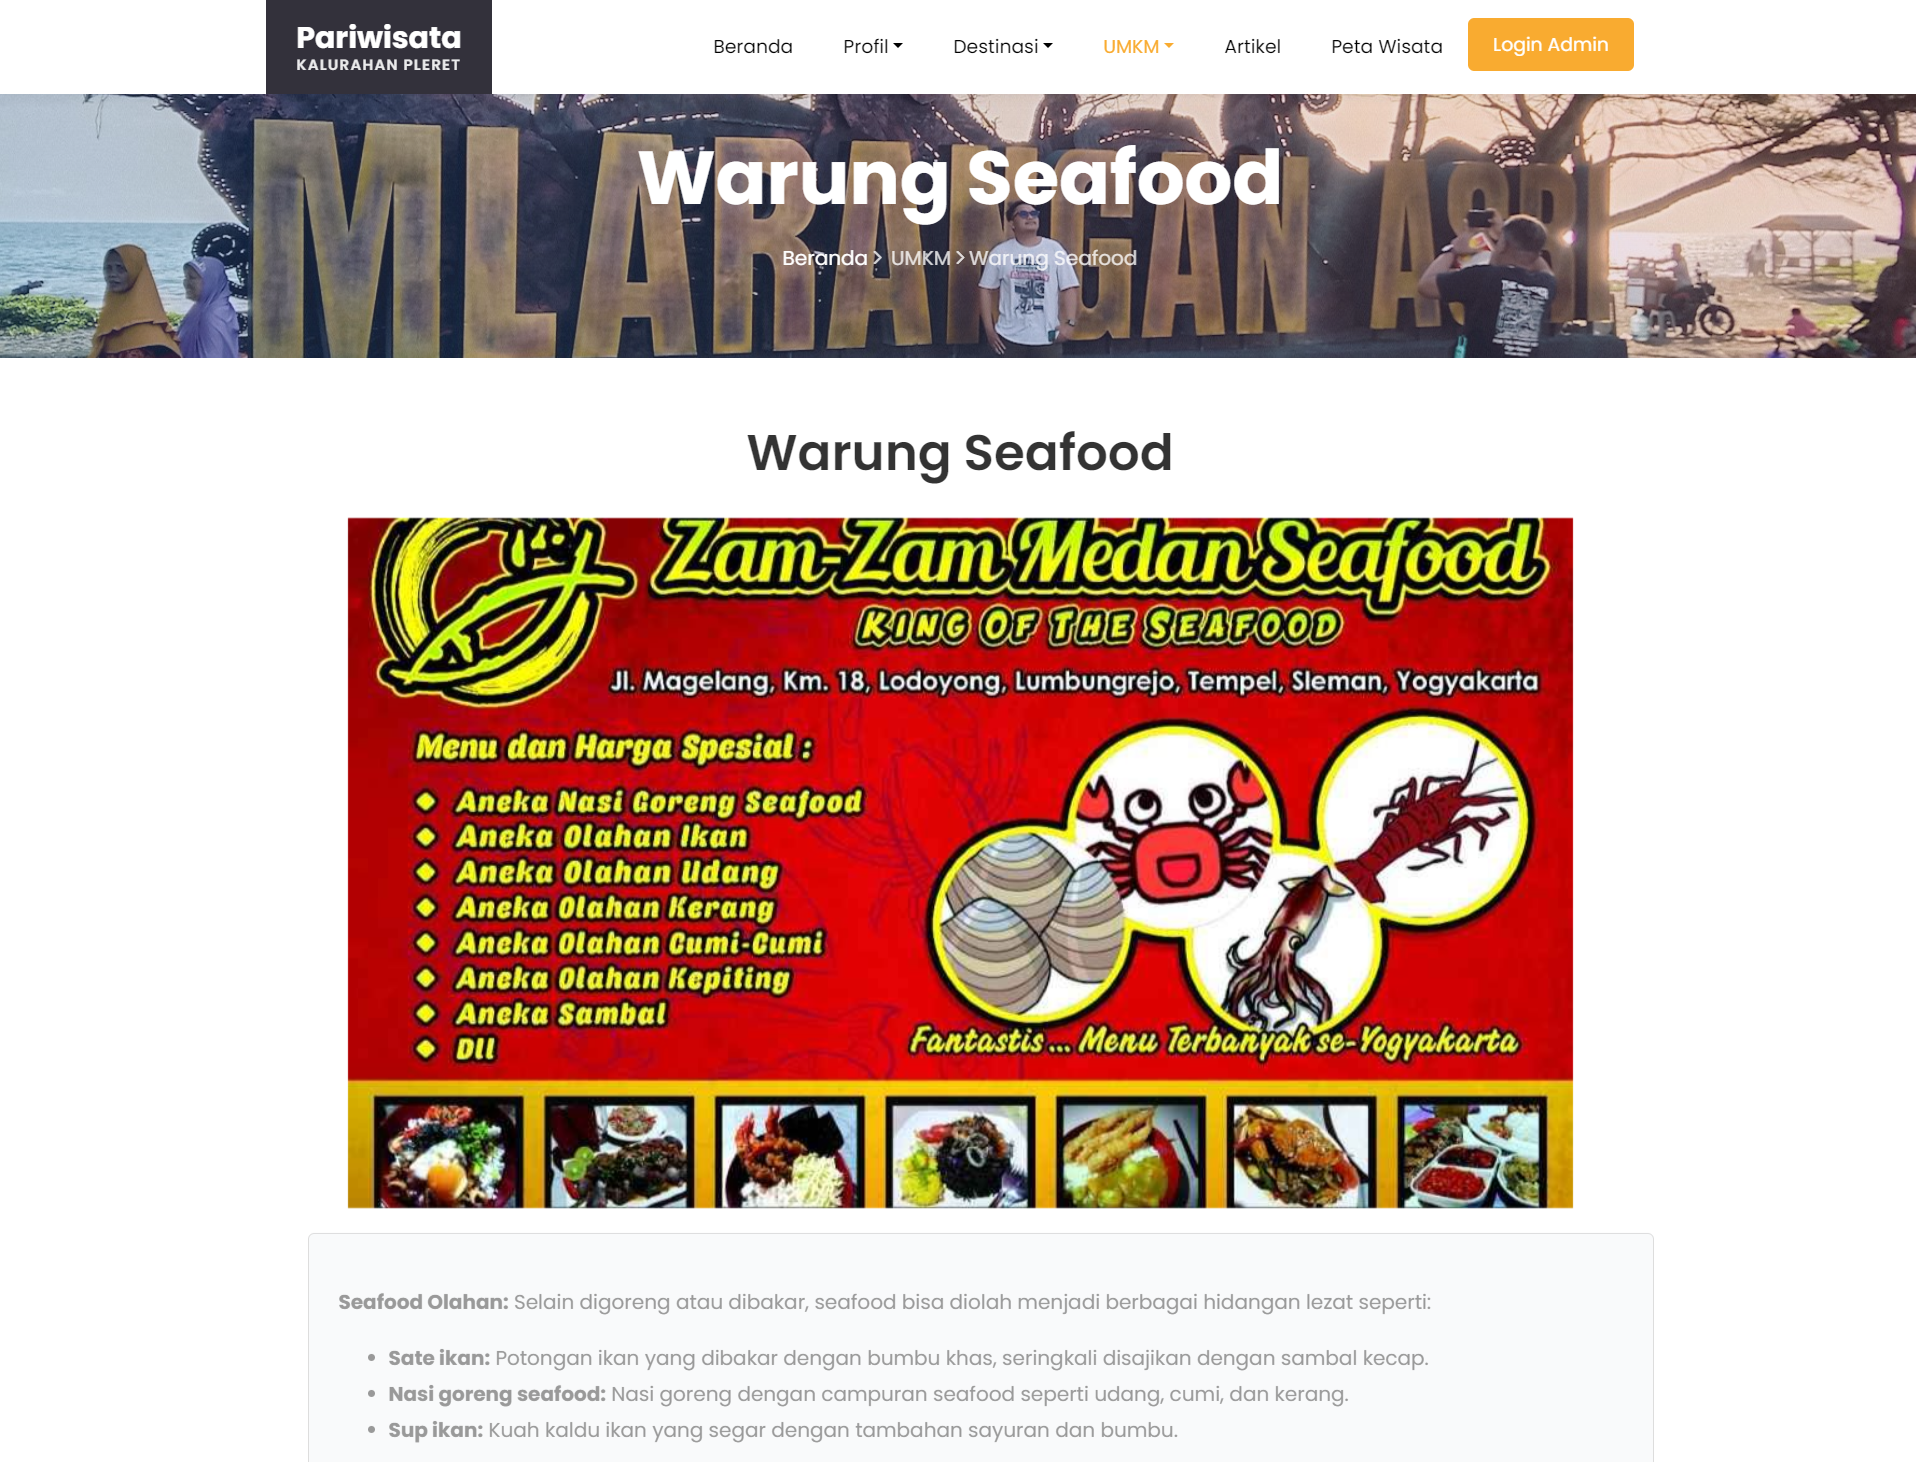 Pariwisata
KALURAHAN PLERET
Beranda
Profil
Destinasi
UMKM
Artikel
Peta Wisata
Login Admin
MLARANGAN ASRI
Warung Seafood
Beranda > UMKM > Warung Seafood
Warung Seafood
Zam-Zam Medan Seafood
King Of The Seafood
Jl. Magelang, Km. 18, Lodoyong, Lumbungrejo, Tempel, Sleman, Yogyakarta
Menu dan Harga Spesial :
Aneka Nasi Goreng Seafood
Aneka Olahan Ikan
Aneka Olahan Udang
Aneka Olahan Kerang
Aneka Olahan Cumi-Cumi
Aneka Olahan Kepiting
Aneka Sambal
Dll
Fantastis ... Menu Terbanyak se-Yogyakarta
Seafood Olahan: Selain digoreng atau dibakar, seafood bisa diolah menjadi berbagai hidangan lezat seperti:
• Sate ikan: Potongan ikan yang dibakar dengan bumbu khas, seringkali disajikan dengan sambal kecap.
• Nasi goreng seafood: Nasi goreng dengan campuran seafood seperti udang, cumi, dan kerang.
• Sup ikan: Kuah kaldu ikan yang segar dengan tambahan sayuran dan bumbu.